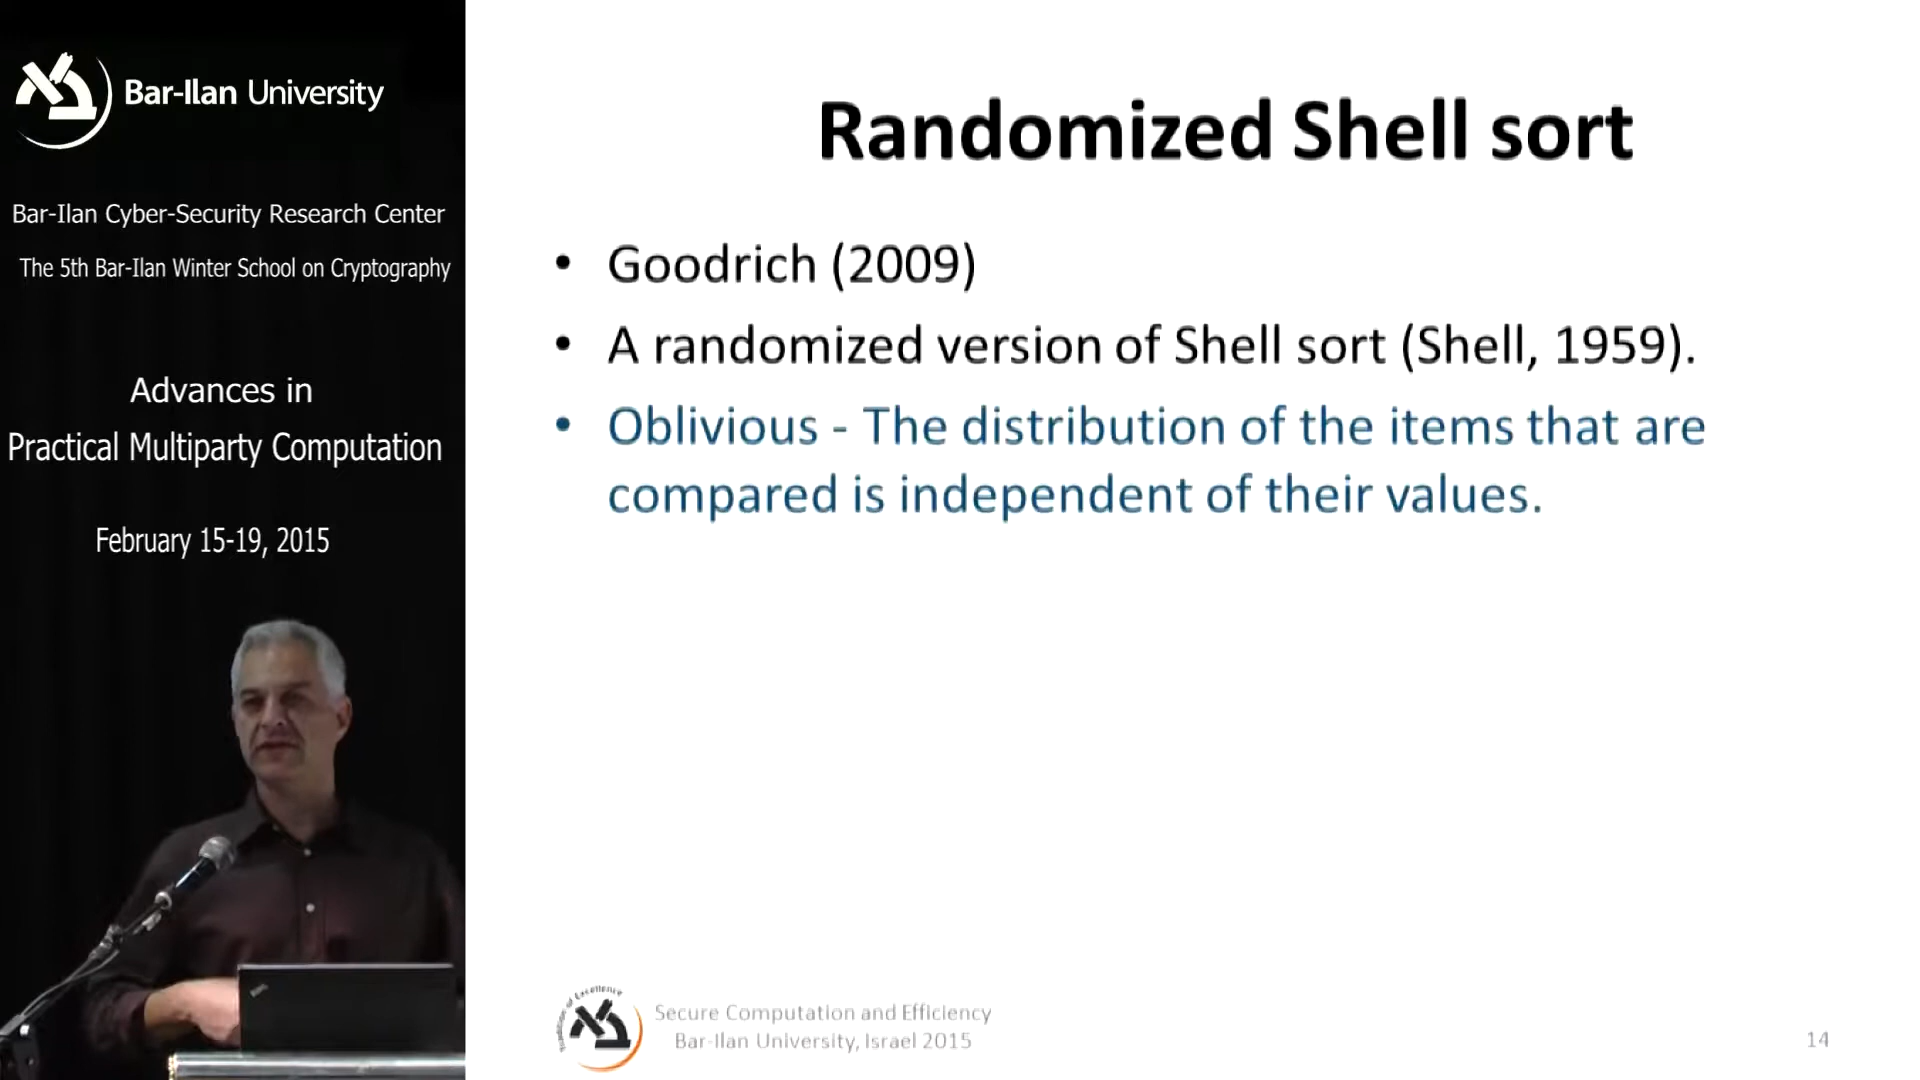 Bar-Ilan University
Bar-Ilan Cyber-Security Research Center
The 5th Bar-Ilan Winter School on Cryptography
Advances in
Practical Multiparty Computation
February 15-19, 2015
Randomized Shell sort
• Goodrich (2009)
• A randomized version of Shell sort (Shell, 1959).
• Oblivious - The distribution of the items that are
compared is independent of their values.
Secure Computation and Efficiency
Bar-Ilan University, Israel 2015
14